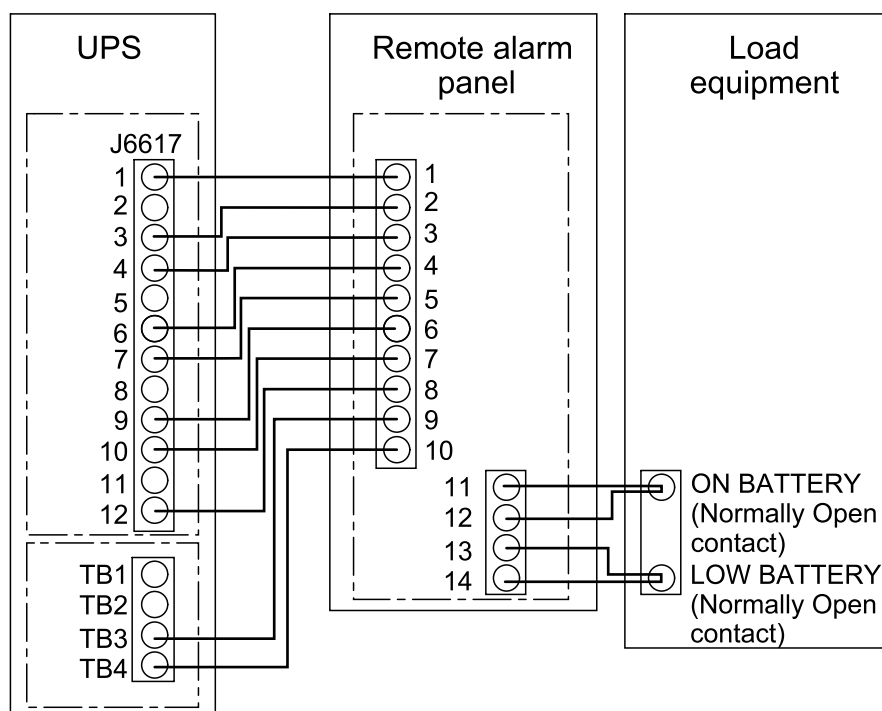 UPS
Remote alarm
panel
Load
equipment
J6617
1
2
3
4
5
6
7
8
9
10
11
12
TB1
TB2
TB3
TB4
1
2
3
4
5
6
7
8
9
10
11
12
13
14
ON BATTERY
(Normally Open
contact)
LOW BATTERY
(Normally Open
contact)